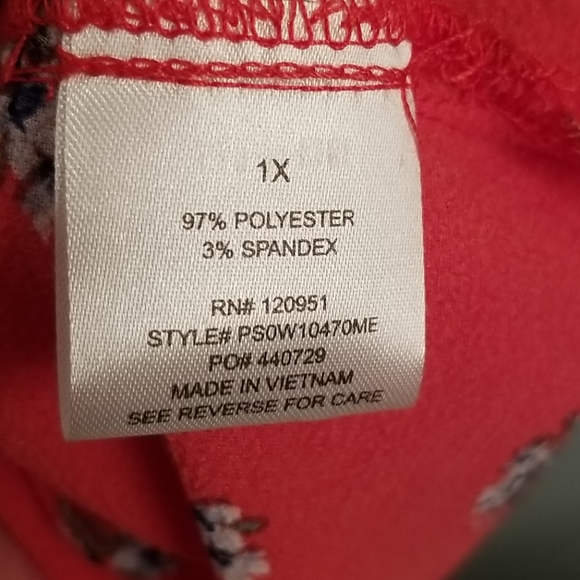 1X
97% POLYESTER
3% SPANDEX
RN# 120951
STYLE# PS0W10470ME
PO# 440729
MADE IN VIETNAM
SEE REVERSE FOR CARE